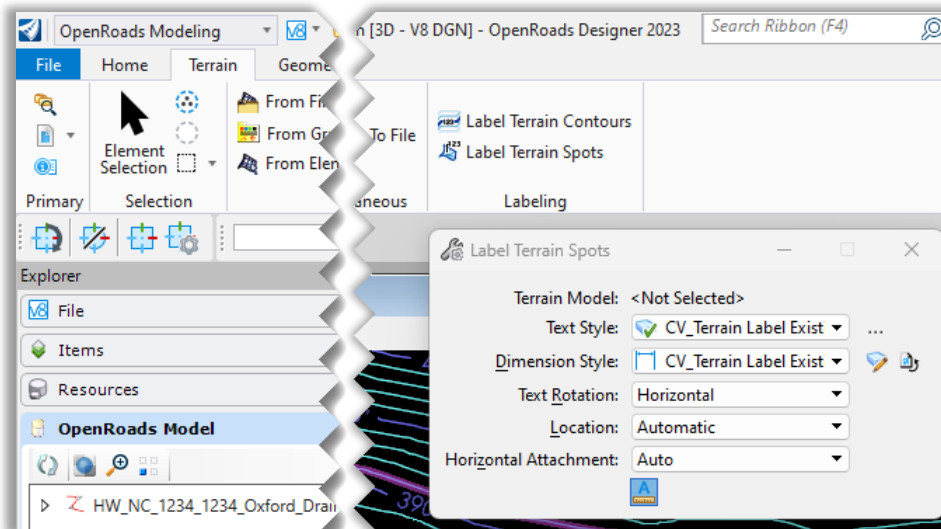 OpenRoads Modeling
[3D - V8 DGN] - OpenRoads Designer 2023
Search Ribbon (F4)
File Home Terrain Geome
From Fi
From Gr
From Elem
To File
Element
Selection
Label Terrain Contours
Label Terrain Spots
Primary Selection aneous Labeling
Explorer
File
Items
Resources
OpenRoads Model
HW_NC_1234_1234_Oxford_Drain
Label Terrain Spots
Terrain Model: <Not Selected>
Text Style: CV_Terrain Label Exist ...
Dimension Style: CV_Terrain Label Exist
Text Rotation: Horizontal
Location: Automatic
Horizontal Attachment: Auto
A
390